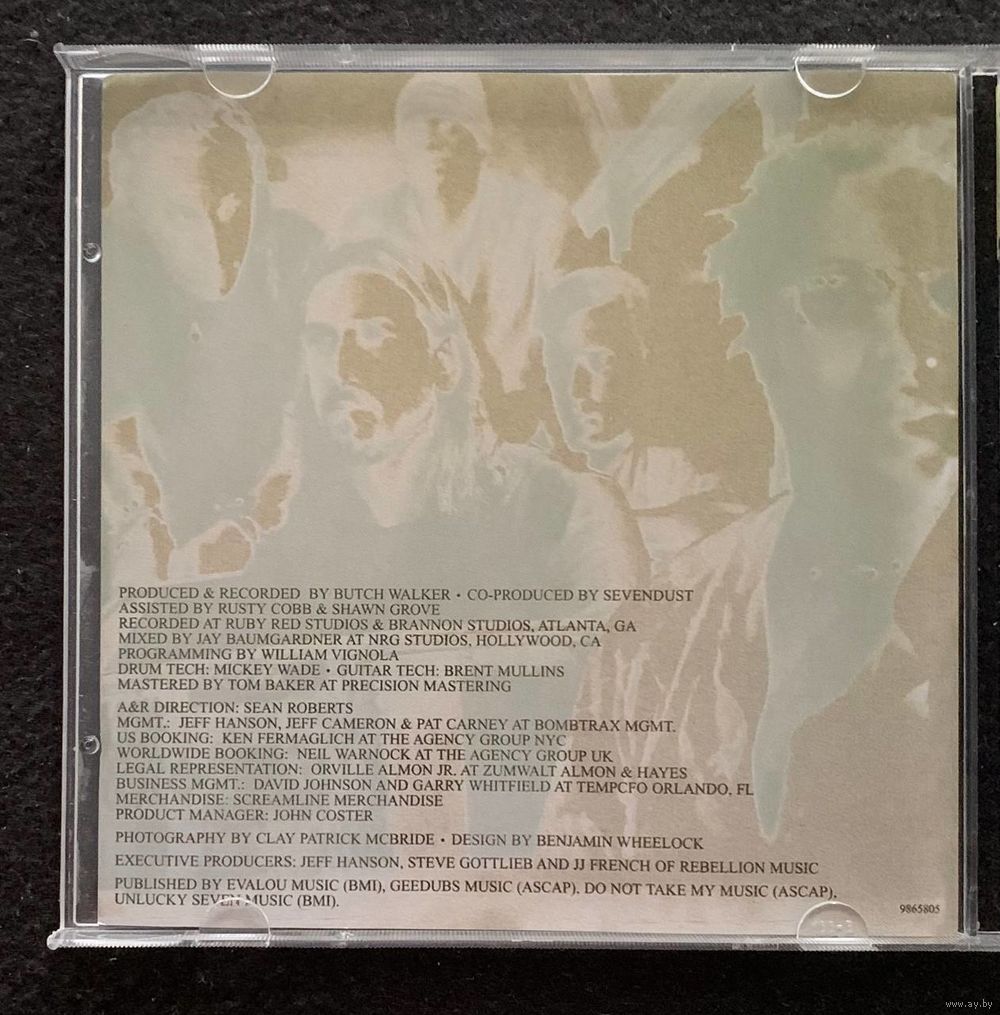 PRODUCED & RECORDED BY BUTCH WALKER • CO-PRODUCED BY SEVENDUST
ASSISTED BY RUSTY COBB & SHAWN GROVE
RECORDED AT RUBY RED STUDIOS & BRANNON STUDIOS, ATLANTA, GA
MIXED BY JAY BAUMGARDNER AT NRG STUDIOS, HOLLYWOOD, CA
PROGRAMMING BY WILLIAM VIGNOLA
DRUM TECH: MICKEY WADE • GUITAR TECH: BRENT MULLINS
MASTERED BY TOM BAKER AT PRECISION MASTERING
A&R DIRECTION: SEAN ROBERTS
MGMT.: JEFF HANSON, JEFF CAMERON & PAT CARNEY AT BOMBTRAX MGMT.
US BOOKING: KEN FERMAGLICH AT THE AGENCY GROUP NYC
WORLDWIDE BOOKING: NEIL WARNOCK AT THE AGENCY GROUP UK
LEGAL REPRESENTATION: ORVILLE ALMON JR. AT ZUMWALT ALMON & HAYES
BUSINESS MGMT.: DAVID JOHNSON AND GARRY WHITFIELD AT TEMPCFO ORLANDO, FL
MERCHANDISE: SCREAMLINE MERCHANDISE
PRODUCT MANAGER: JOHN COSTER
PHOTOGRAPHY BY CLAY PATRICK MCBRIDE • DESIGN BY BENJAMIN WHEELOCK
EXECUTIVE PRODUCERS: JEFF HANSON, STEVE GOTTLIEB AND JJ FRENCH OF REBELLION MUSIC
PUBLISHED BY EVALOU MUSIC (BMI), GEEDUBS MUSIC (ASCAP). DO NOT TAKE MY MUSIC (ASCAP).
UNLUCKY SEVEN MUSIC (BMI).
9865805
www.ay.by